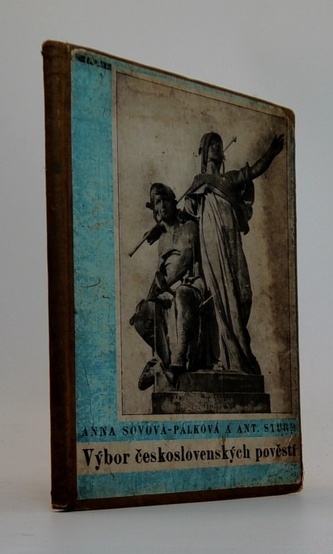 ANNA SOVOVÁ-PÁLKOVÁ A ANT. STURM
Výbor československých pověstí